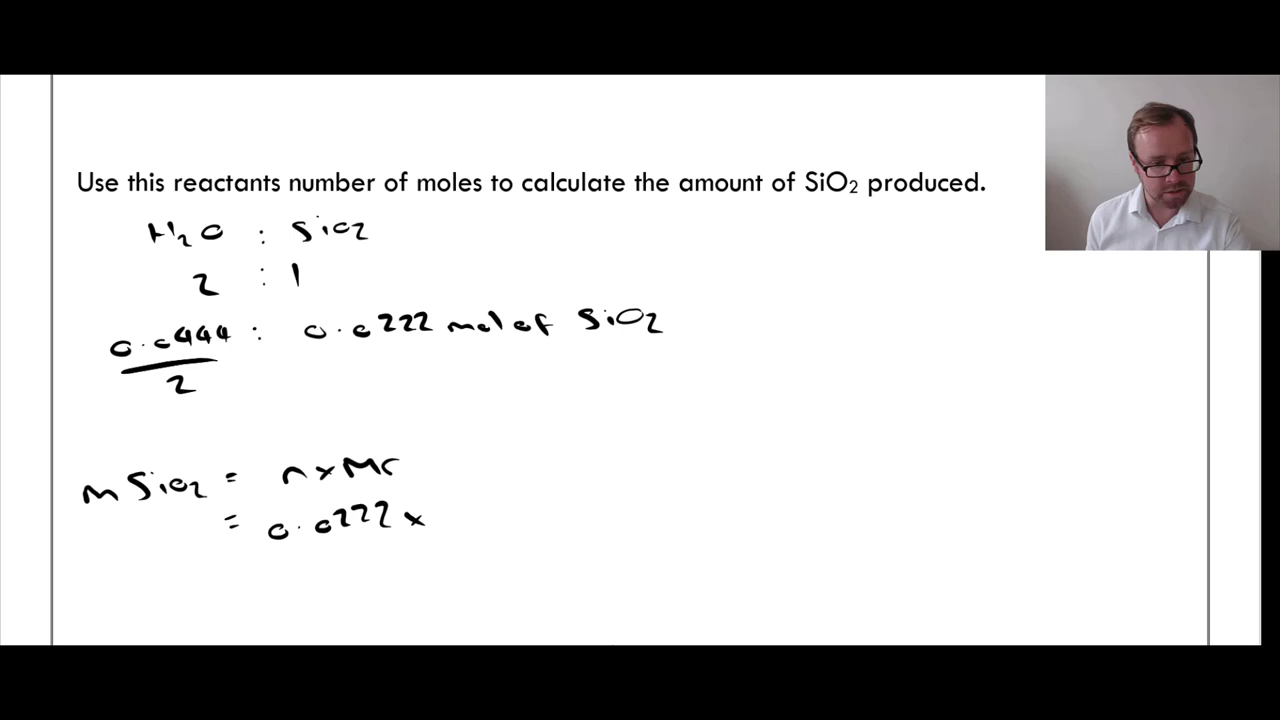 Use this reactants number of moles to calculate the amount of SiO₂ produced.
H₂O : SiO₂
2 : 1
0.0444 : 0.0222 mol of SiO₂
2
m SiO₂ = n × Mr
= 0.0222 ×